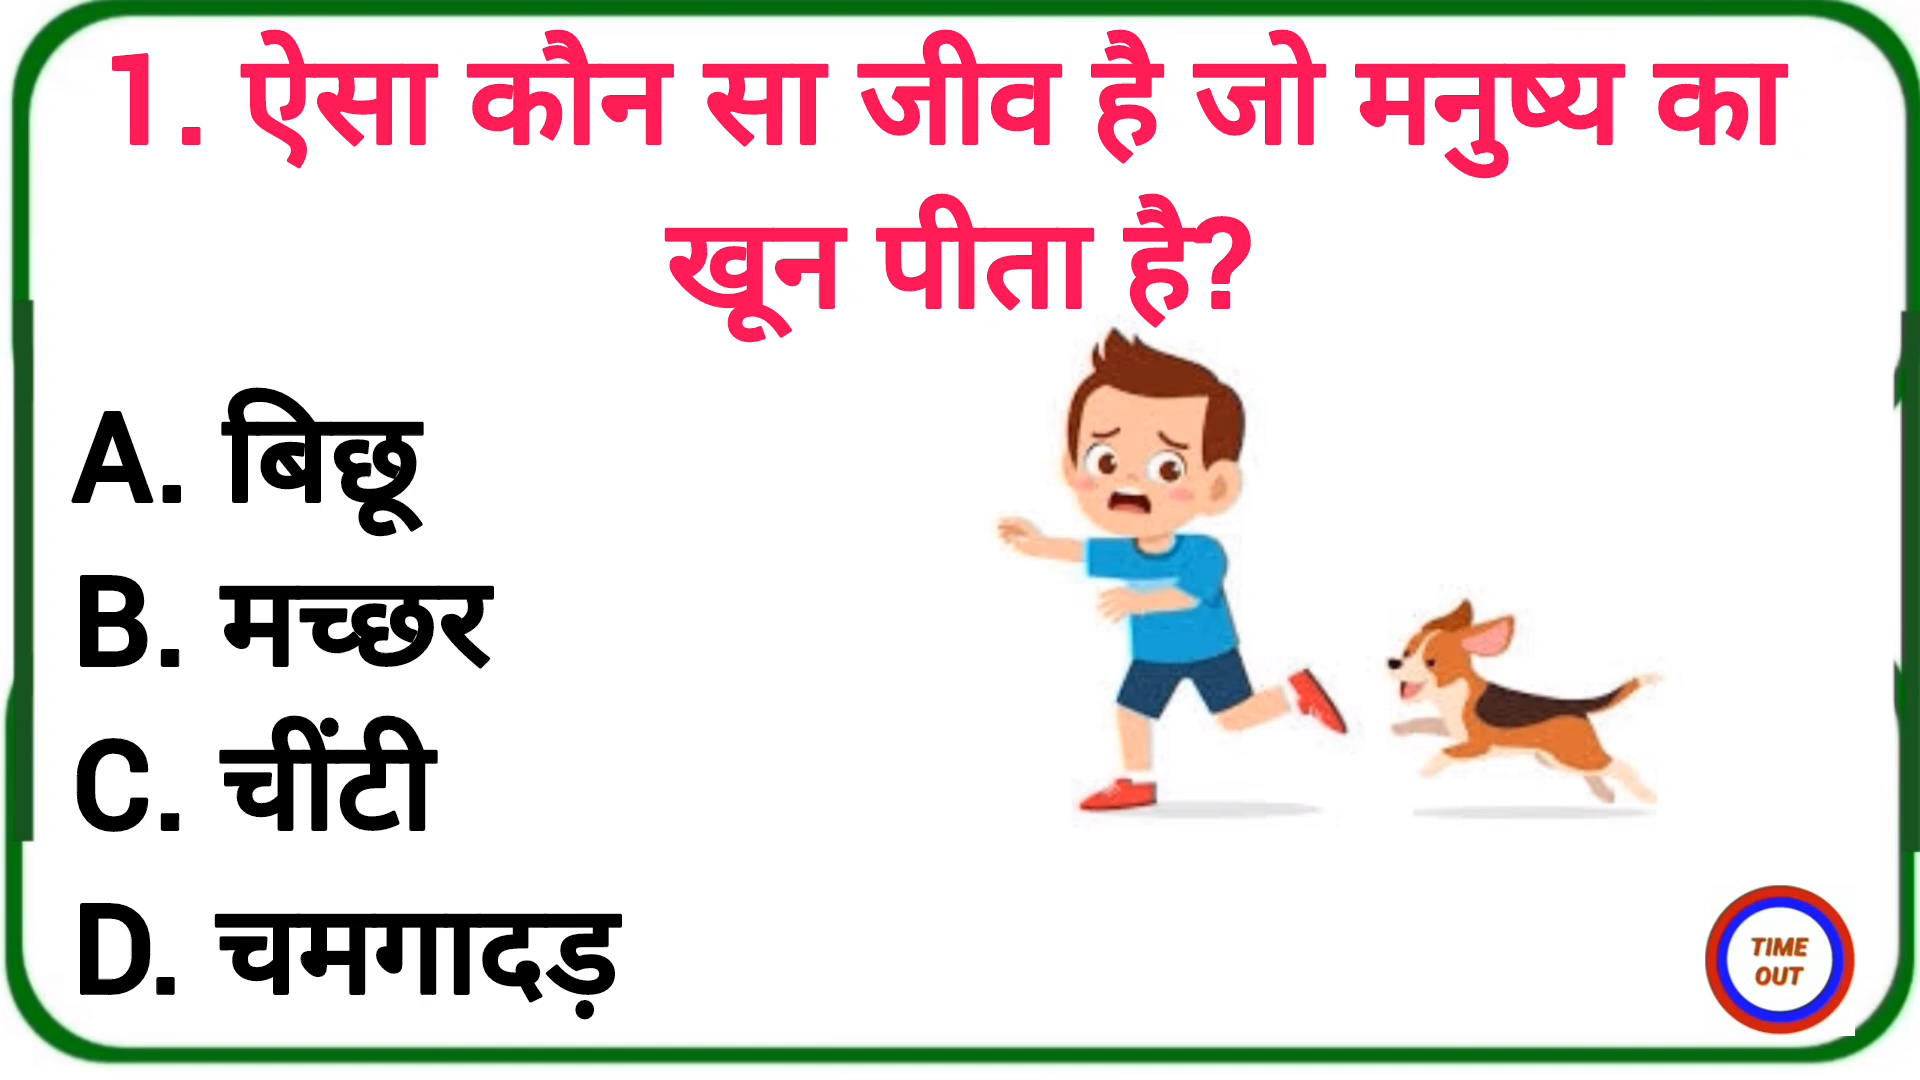 1. ऐसा कौन सा जीव है जो मनुष्य का
खून पीता है?
A. बिछू
B. मच्छर
C. चींटी
D. चमगादड़
TIME
OUT